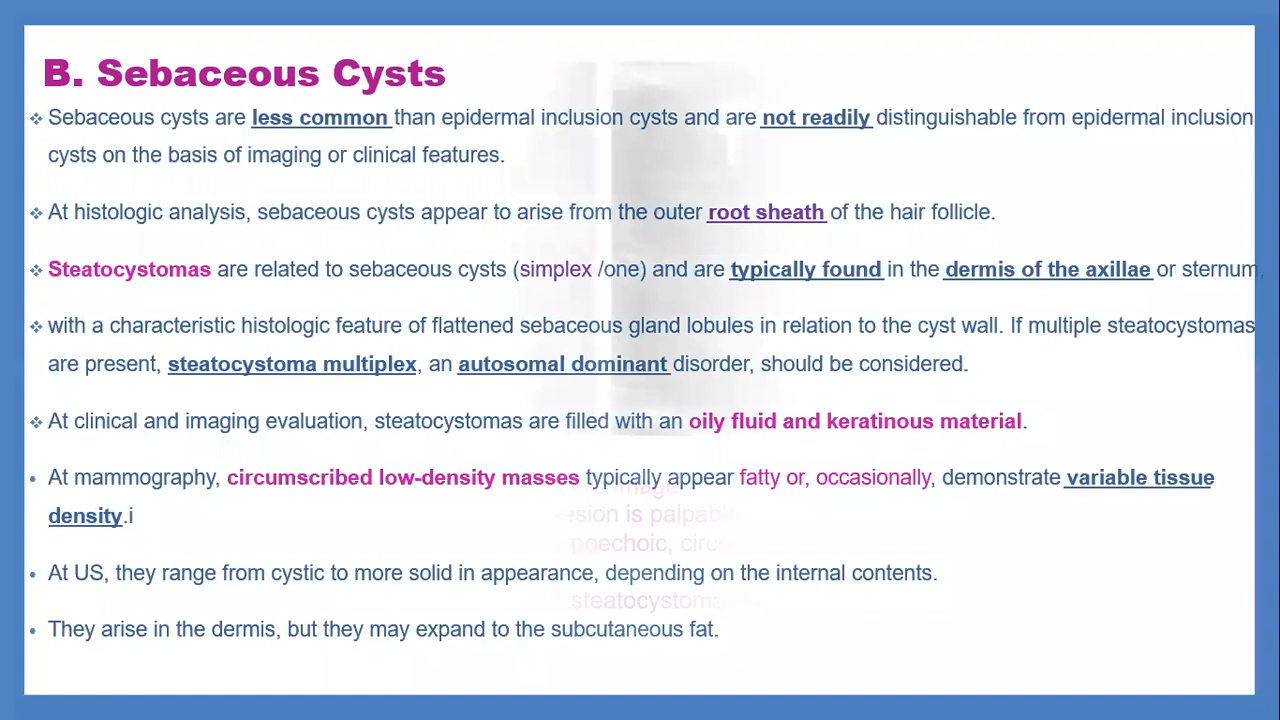 B. Sebaceous Cysts
❖ Sebaceous cysts are less common than epidermal inclusion cysts and are not readily distinguishable from epidermal inclusion
cysts on the basis of imaging or clinical features.
❖ At histologic analysis, sebaceous cysts appear to arise from the outer root sheath of the hair follicle.
❖ Steatocystomas are related to sebaceous cysts (simplex /one) and are typically found in the dermis of the axillae or sternum,
❖ with a characteristic histologic feature of flattened sebaceous gland lobules in relation to the cyst wall. If multiple steatocystomas
are present, steatocystoma multiplex, an autosomal dominant disorder, should be considered.
❖ At clinical and imaging evaluation, steatocystomas are filled with an oily fluid and keratinous material.
• At mammography, circumscribed low-density masses typically appear fatty or, occasionally, demonstrate variable tissue
density.i
image
esion is palpable
poechoic, circ
• At US, they range from cystic to more solid in appearance, depending on the internal contents.
steatocystoma
• They arise in the dermis, but they may expand to the subcutaneous fat.